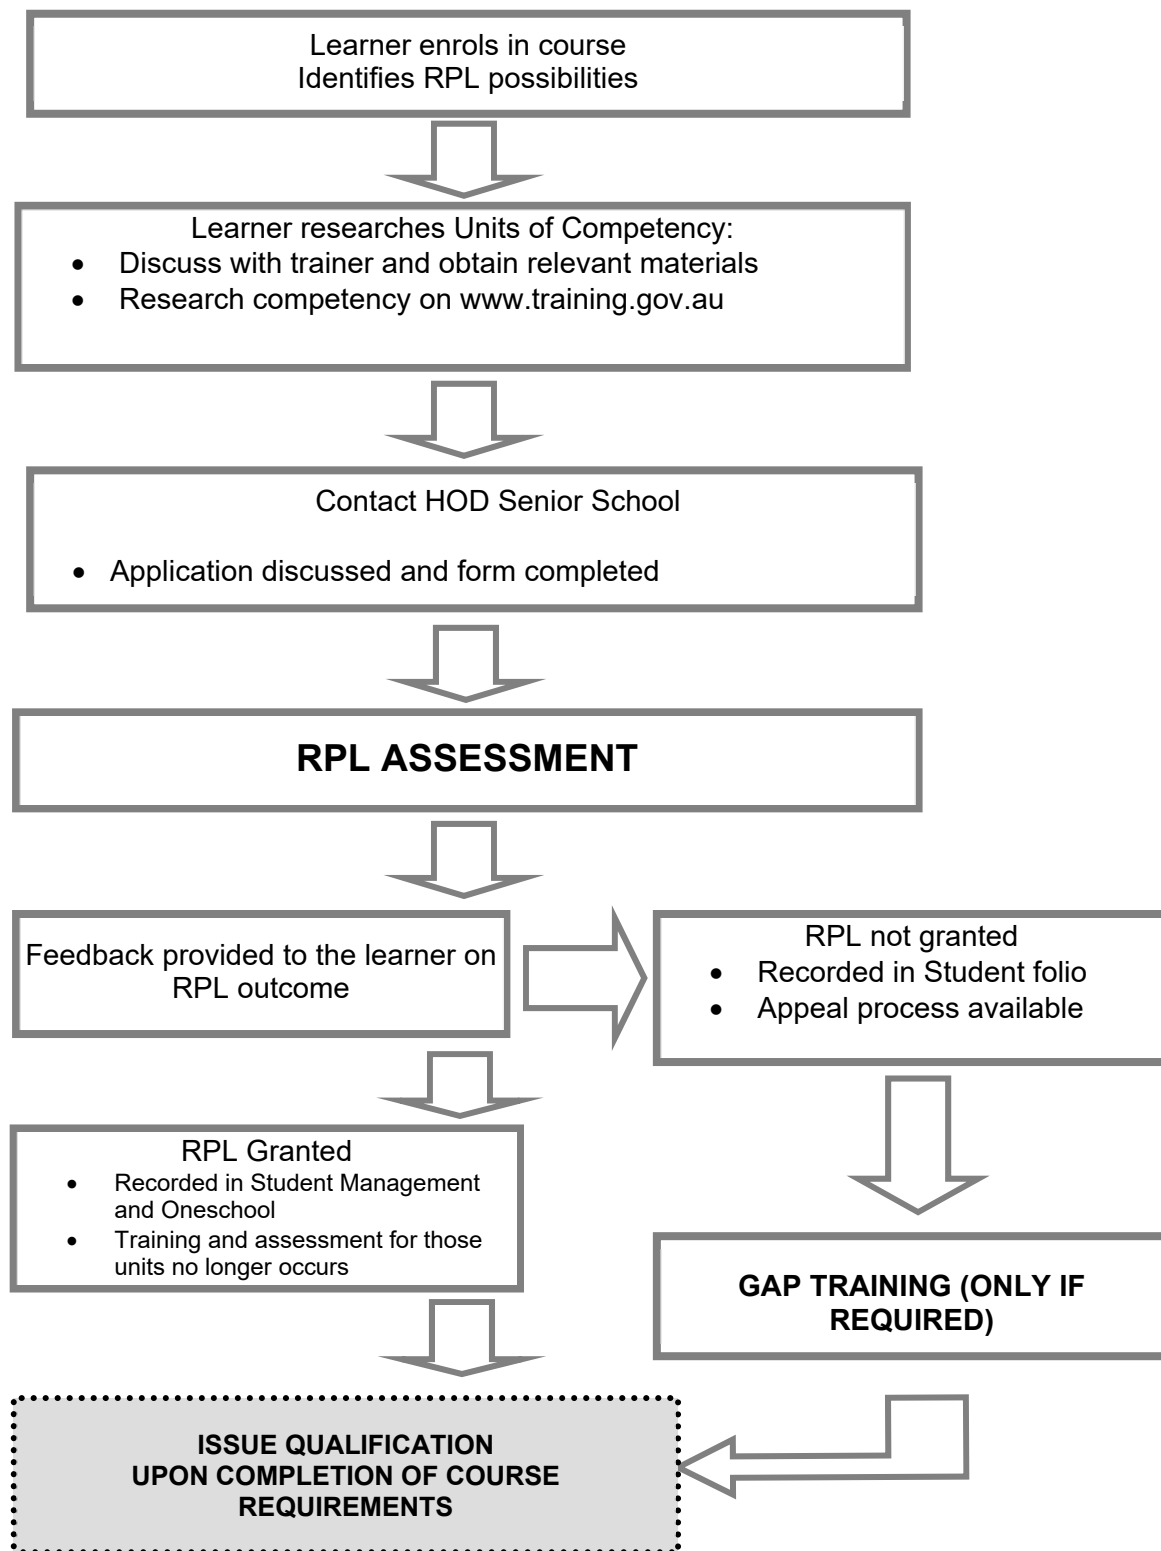 Learner enrols in course
Identifies RPL possibilities
Learner researches Units of Competency:
• Discuss with trainer and obtain relevant materials
• Research competency on www.training.gov.au
Contact HOD Senior School
• Application discussed and form completed
RPL ASSESSMENT
Feedback provided to the learner on
RPL outcome
RPL not granted
• Recorded in Student folio
• Appeal process available
RPL Granted
• Recorded in Student Management
and Oneschool
• Training and assessment for those
units no longer occurs
GAP TRAINING (ONLY IF
REQUIRED)
ISSUE QUALIFICATION
UPON COMPLETION OF COURSE
REQUIREMENTS